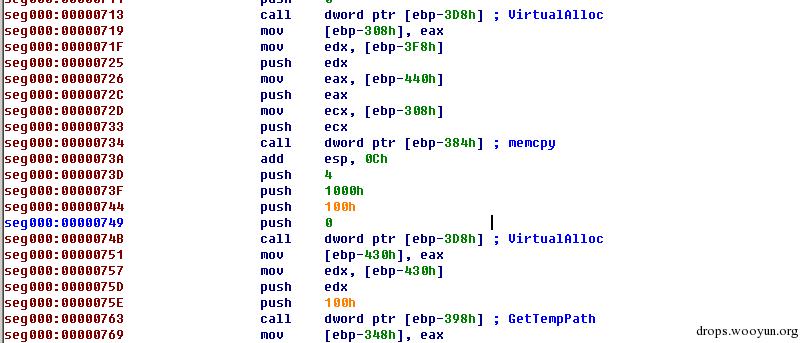 push 0
seg000:00000713 call dword ptr [ebp-3D8h] ; VirtualAlloc
seg000:00000719 mov [ebp-308h], eax
seg000:0000071F mov edx, [ebp-3F8h]
seg000:00000725 push edx
seg000:00000726 mov eax, [ebp-440h]
seg000:0000072C push eax
seg000:0000072D mov ecx, [ebp-308h]
seg000:00000733 push ecx
seg000:00000734 call dword ptr [ebp-384h] ; memcpy
seg000:0000073A add esp, 0Ch
seg000:0000073D push 4
seg000:0000073F push 1000h
seg000:00000744 push 100h
seg000:00000749 push 0
seg000:0000074B call dword ptr [ebp-3D8h] ; VirtualAlloc
seg000:00000751 mov [ebp-430h], eax
seg000:00000757 mov edx, [ebp-430h]
seg000:0000075D push edx
seg000:0000075E push 100h
seg000:00000763 call dword ptr [ebp-398h] ; GetTempPath
seg000:00000769 mov [ebp-348h], eax
drops.wooyun.org